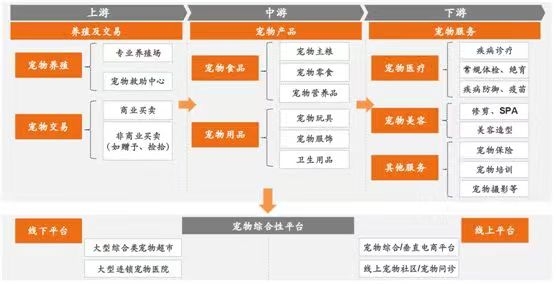 上游
中游
下游
养殖及交易
宠物产品
宠物服务
宠物养殖
专业养殖场
宠物救助中心
宠物交易
商业买卖
非商业买卖
(如赠予、捡拾)
宠物食品
宠物主粮
宠物零食
宠物营养品
宠物用品
宠物玩具
宠物服饰
卫生用品
宠物医疗
疾病诊疗
常规体检、绝育
疾病防御、疫苗
宠物美容
修剪、SPA
美容造型
其他服务
宠物保险
宠物培训
宠物摄影等
宠物综合性平台
线下平台
大型综合类宠物超市
大型连锁宠物医院
线上平台
宠物综合/垂直电商平台
线上宠物社区/宠物问诊